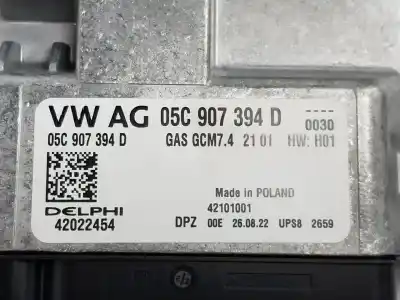 VW AG 05C 907 394 D ----
0030
05C 907 394 D GAS GCM7.4 21 01 HW: H01
Made in POLAND
42101001
DELPHI
42022454 DPZ 00E 26.08.22 UPS8 2659